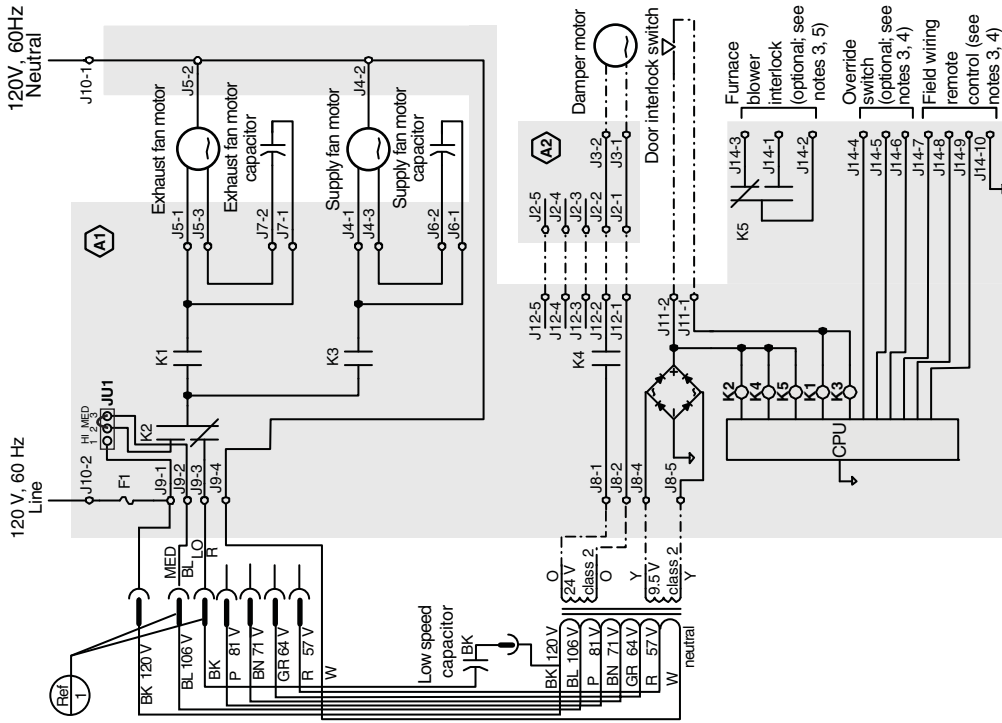 120V, 60Hz
Neutral
J10-1
J5-2
J4-2
Exhaust fan motor
Exhaust fan motor
capacitor
Supply fan motor
Supply fan motor
capacitor
A1
J5-1
J5-3
J7-2
J7-1
J4-1
J4-3
J6-2
J6-1
K1
K3
JU1
HI MED
1 2 3
K2
120 V, 60 Hz
Line
J10-2
F1
J9-1
J9-2
J9-3
J9-4
MED
BL
LO
R
Ref
1
BK 120 V
BL 106 V
BK
P 81 V
BN 71 V
GR 64 V
R 57 V
W
Low speed
capacitor
BK
BK 120 V
BL 106 V
P 81 V
BN 71 V
GR 64 V
R 57 V
W
neutral
O
24 V
class 2
O
Y
9.5 V
class 2
Y
J8-1
J8-2
J8-4
J8-5
K4
J12-5
J12-4
J12-3
J12-2
J12-1
J11-2
J11-1
A2
J2-5
J2-4
J2-3
J2-2
J2-1
J3-2
J3-1
Damper motor
Door interlock switch
K2
K4
K5
K1
K3
CPU
K5
J14-3
J14-1
J14-2
J14-4
J14-5
J14-6
J14-7
J14-8
J14-9
J14-10
Furnace
blower
interlock
(optional; see
notes 3, 5)
Override
switch
(optional; see
notes 3, 4)
Field wiring
remote
control (see
notes 3, 4)